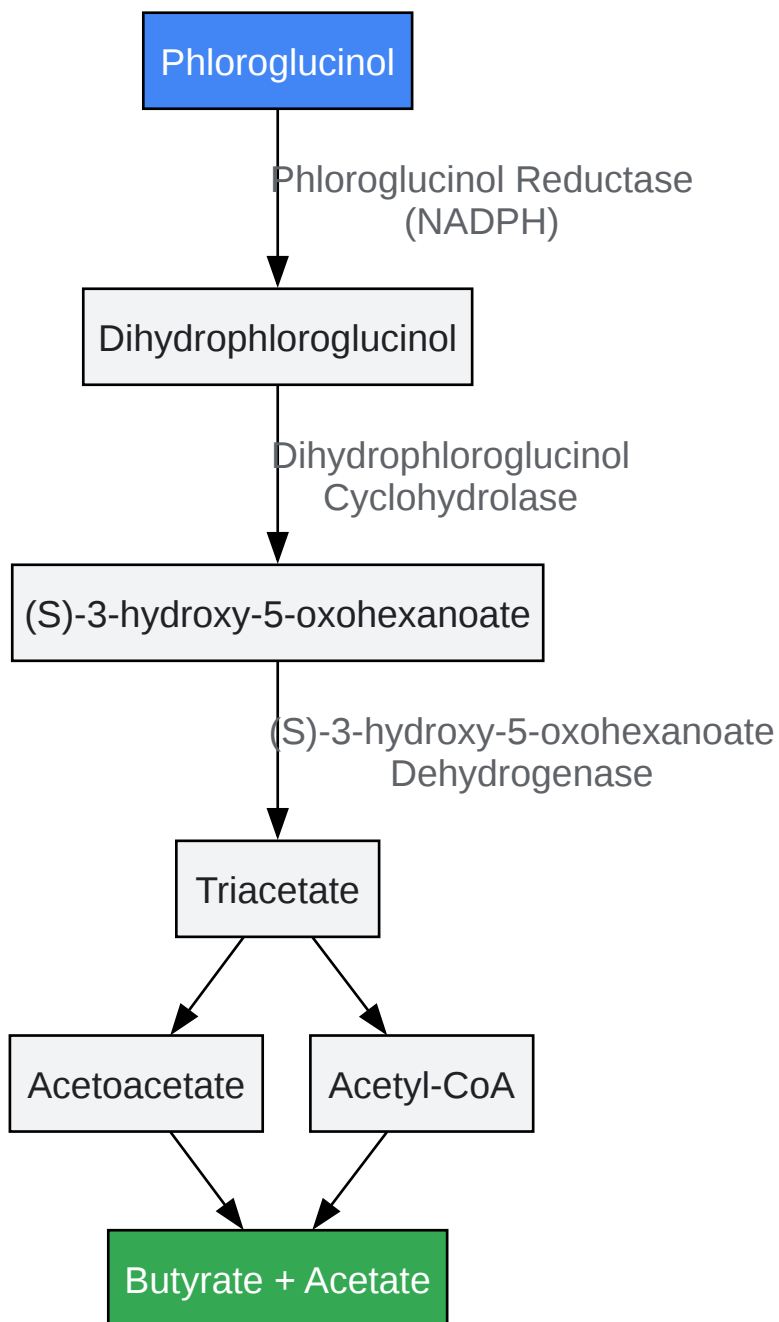 Phloroglucinol
Phloroglucinol Reductase
(NADPH)
Dihydrophloroglucinol
Dihydrophloroglucinol
Cyclohydrolase
(S)-3-hydroxy-5-oxohexanoate
(S)-3-hydroxy-5-oxohexanoate
Dehydrogenase
Triacetate
Acetoacetate
Acetyl-CoA
Butyrate + Acetate